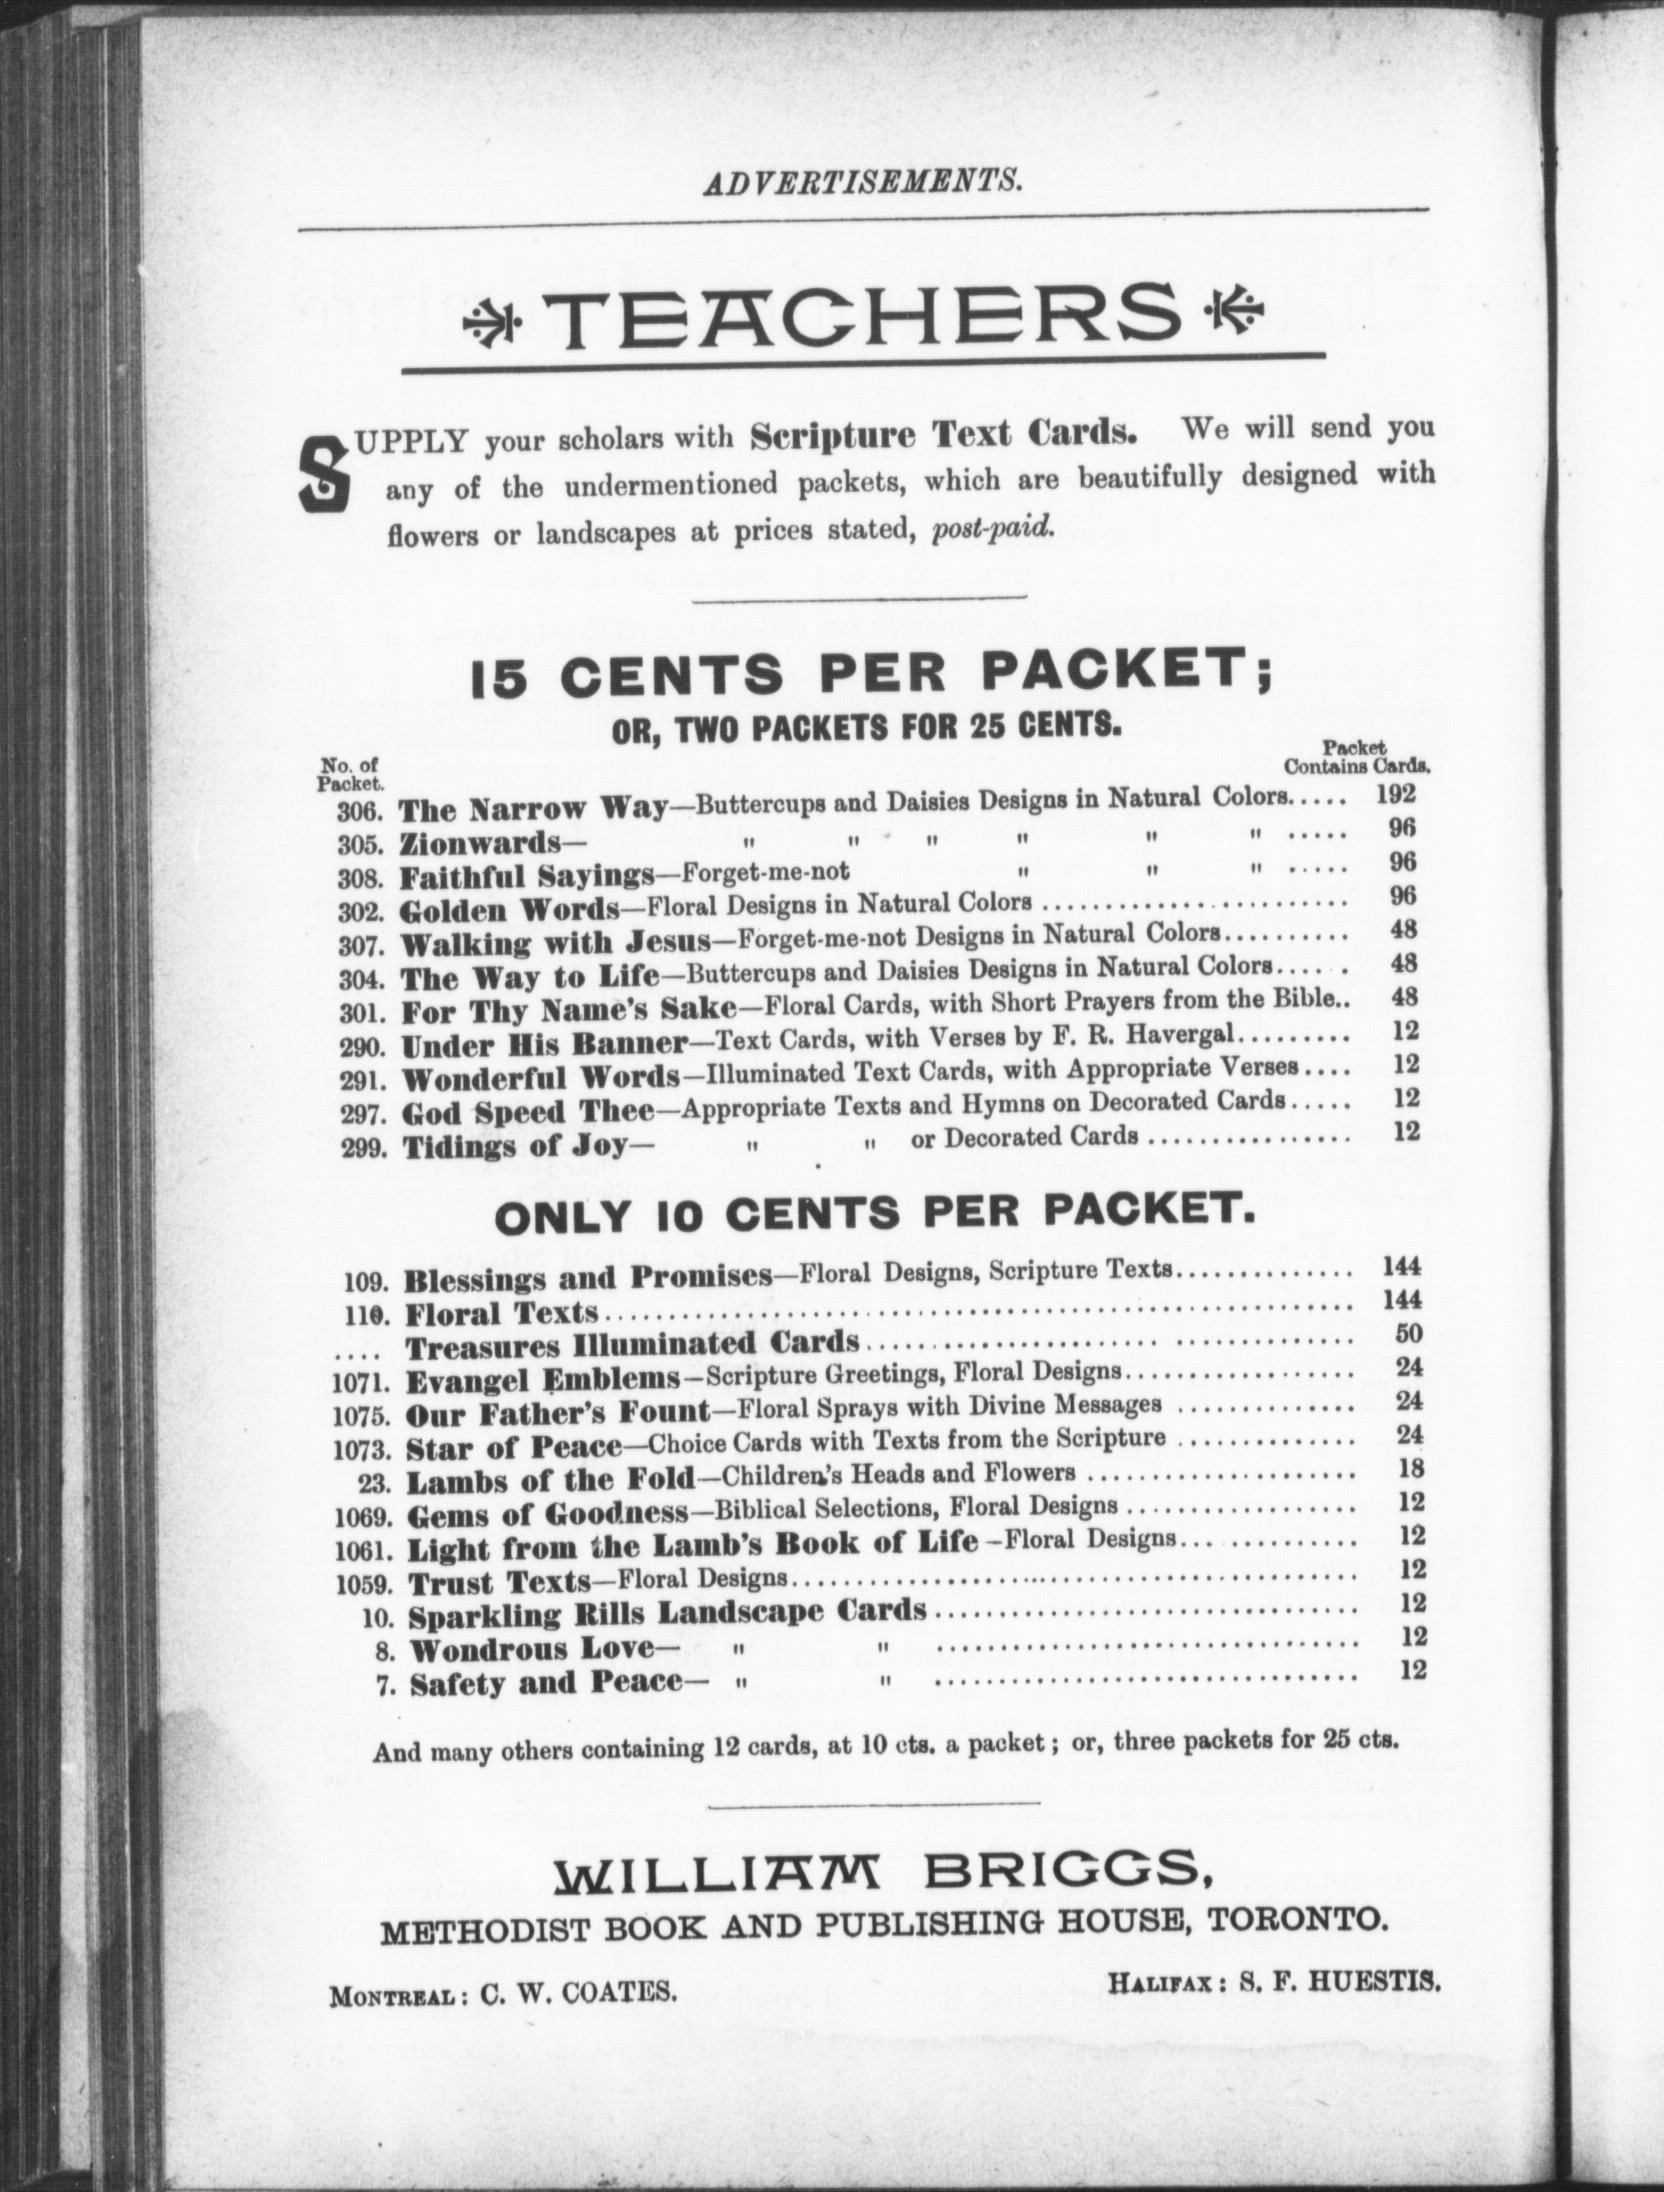 ADVERTISEMENTS.
TEACHERS
SUPPLY your scholars with Scripture Text Cards. We will send you
any of the undermentioned packets, which are beautifully designed with
flowers or landscapes at prices stated, post-paid.
15 CENTS PER PACKET;
OR, TWO PACKETS FOR 25 CENTS.
No. of Packet. Packet Contains Cards.
306. The Narrow Way—Buttercups and Daisies Designs in Natural Colors..... 192
305. Zionwards— " " " " " " ..... 96
308. Faithful Sayings—Forget-me-not " " " ..... 96
302. Golden Words—Floral Designs in Natural Colors ......................... 96
307. Walking with Jesus—Forget-me-not Designs in Natural Colors.......... 48
304. The Way to Life—Buttercups and Daisies Designs in Natural Colors..... 48
301. For Thy Name's Sake—Floral Cards, with Short Prayers from the Bible.. 48
290. Under His Banner—Text Cards, with Verses by F. R. Havergal......... 12
291. Wonderful Words—Illuminated Text Cards, with Appropriate Verses.... 12
297. God Speed Thee—Appropriate Texts and Hymns on Decorated Cards..... 12
299. Tidings of Joy— " " or Decorated Cards ................ 12
ONLY 10 CENTS PER PACKET.
109. Blessings and Promises—Floral Designs, Scripture Texts.............. 144
110. Floral Texts........................................................... 144
.... Treasures Illuminated Cards...................................... 50
1071. Evangel Emblems—Scripture Greetings, Floral Designs.................. 24
1075. Our Father's Fount—Floral Sprays with Divine Messages .............. 24
1073. Star of Peace—Choice Cards with Texts from the Scripture .............. 24
23. Lambs of the Fold—Children's Heads and Flowers ..................... 18
1069. Gems of Goodness—Biblical Selections, Floral Designs .................. 12
1061. Light from the Lamb's Book of Life—Floral Designs.............. 12
1059. Trust Texts—Floral Designs............................................. 12
10. Sparkling Rills Landscape Cards.................................. 12
8. Wondrous Love— " " ................................. 12
7. Safety and Peace— " " ................................. 12
And many others containing 12 cards, at 10 cts. a packet; or, three packets for 25 cts.
WILLIAM BRIGGS,
METHODIST BOOK AND PUBLISHING HOUSE, TORONTO.
MONTREAL: C. W. COATES. HALIFAX: S. F. HUESTIS.